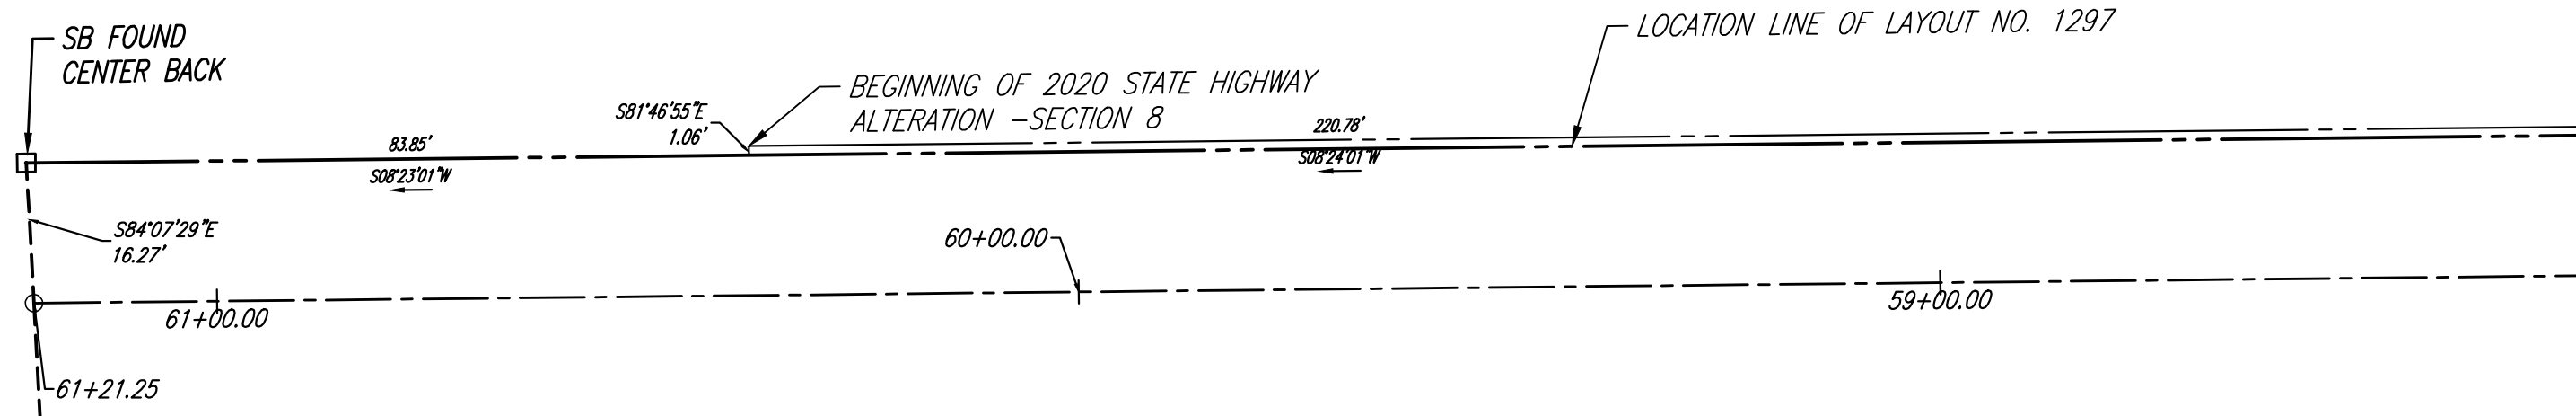 SB FOUND
CENTER BACK
LOCATION LINE OF LAYOUT NO. 1297
BEGINNING OF 2020 STATE HIGHWAY
ALTERATION -SECTION 8
S81°46'55"E
1.06'
83.85'
S08°23'01"W
220.78'
S08°24'01"W
S84°07'29"E
16.27'
60+00.00
61+00.00
59+00.00
61+21.25